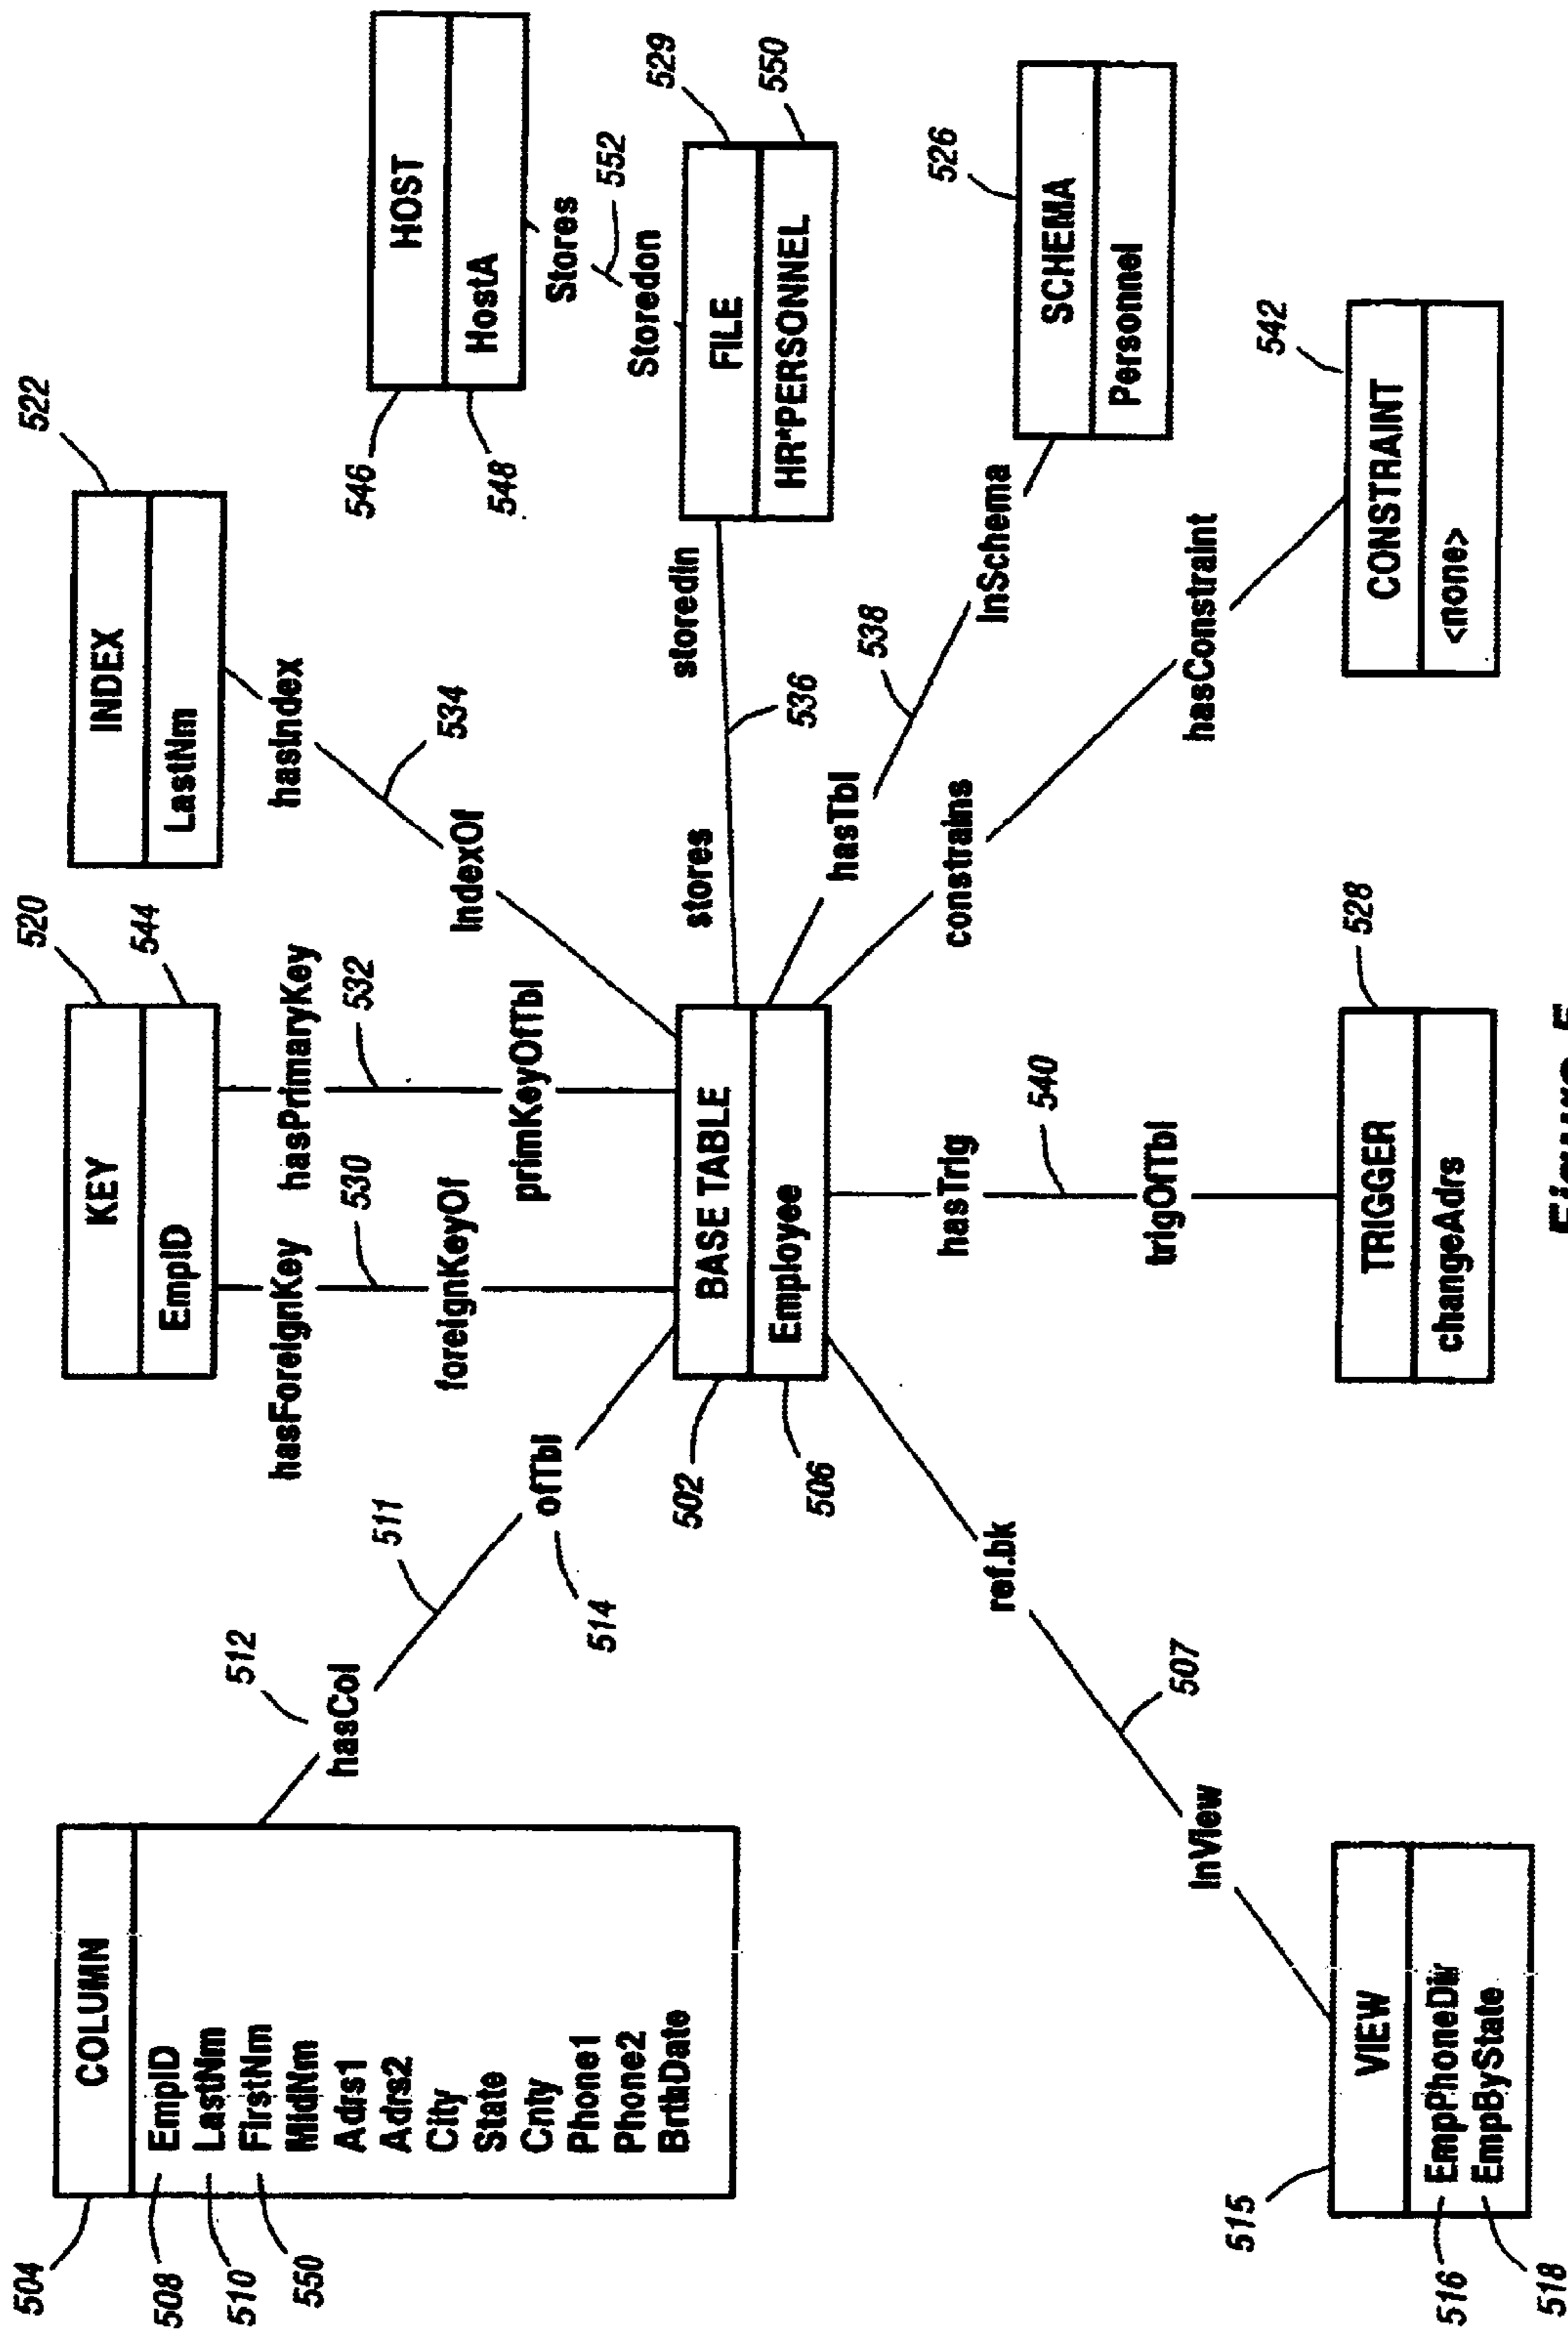 504
COLUMN
508
EmpID
510
LastNm
550
FirstNm
MidNm
Adrs1
Adrs2
City
State
Cnty
Phone1
Phone2
BrthDate
512
hasCol
511
ofTbl
514
520
KEY
544
EmpID
hasForeignKey
530
foreignKeyOf
hasPrimaryKey
532
primKeyOfTbl
522
INDEX
LastNm
hasIndex
534
IndexOf
546
HOST
548
HostA
Stores
552
Storedon
529
FILE
550
HR*PERSONNEL
storedIn
536
stores
502
BASE TABLE
506
Employee
hasTbl
538
InSchema
526
SCHEMA
Personnel
constrains
hasConstraint
542
CONSTRAINT
<none>
hasTrig
540
trigOfTbl
528
TRIGGER
changeAdrs
ref.bk
507
InView
515
VIEW
516
EmpPhoneDir
518
EmpByState
Figure 5